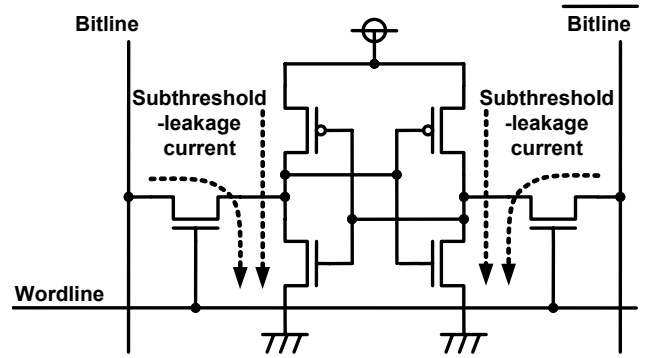 Bitline
Bitline
Subthreshold
-leakage
current
Subthreshold
-leakage
current
Wordline